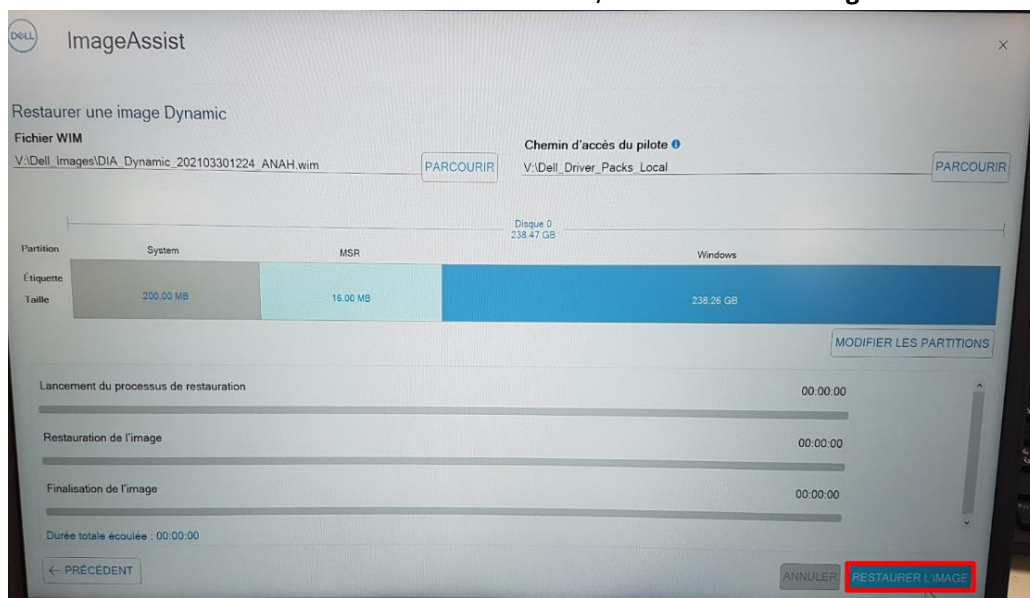 DELL
ImageAssist
×
Restaurer une image Dynamic
Fichier WIM
V:\Dell_Images\DIA_Dynamic_202103301224_ANAH.wim
PARCOURIR
Chemin d'accès du pilote
V:\Dell_Driver_Packs_Local
PARCOURIR
Disque 0
238.47 GB
Partition System MSR Windows
Étiquette
Taille 200.00 MB 16.00 MB 238.26 GB
MODIFIER LES PARTITIONS
Lancement du processus de restauration 00:00:00
Restauration de l'image 00:00:00
Finalisation de l'image 00:00:00
Durée totale écoulée : 00:00:00
← PRÉCÉDENT
ANNULER
RESTAURER L'IMAGE